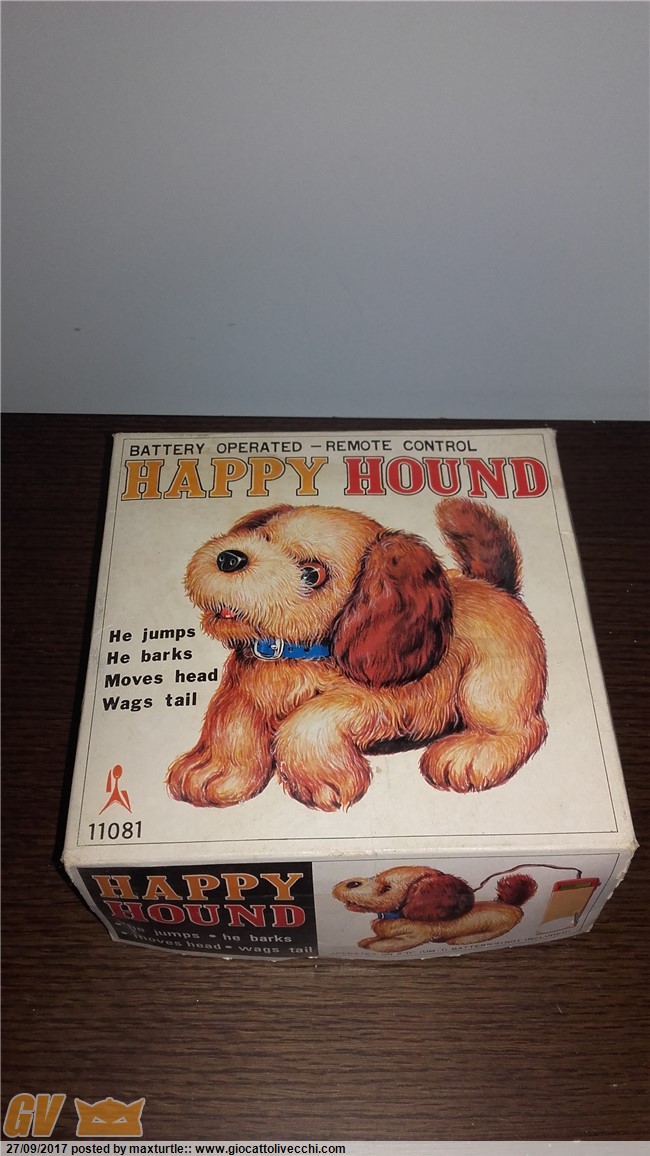 BATTERY OPERATED – REMOTE CONTROL
HAPPY HOUND
He jumps
He barks
Moves head
Wags tail
11081
HAPPY
HOUND
He jumps • he barks
• moves head • wags tail
GV
27/09/2017 posted by maxturtle:: www.giocattolivecchi.com